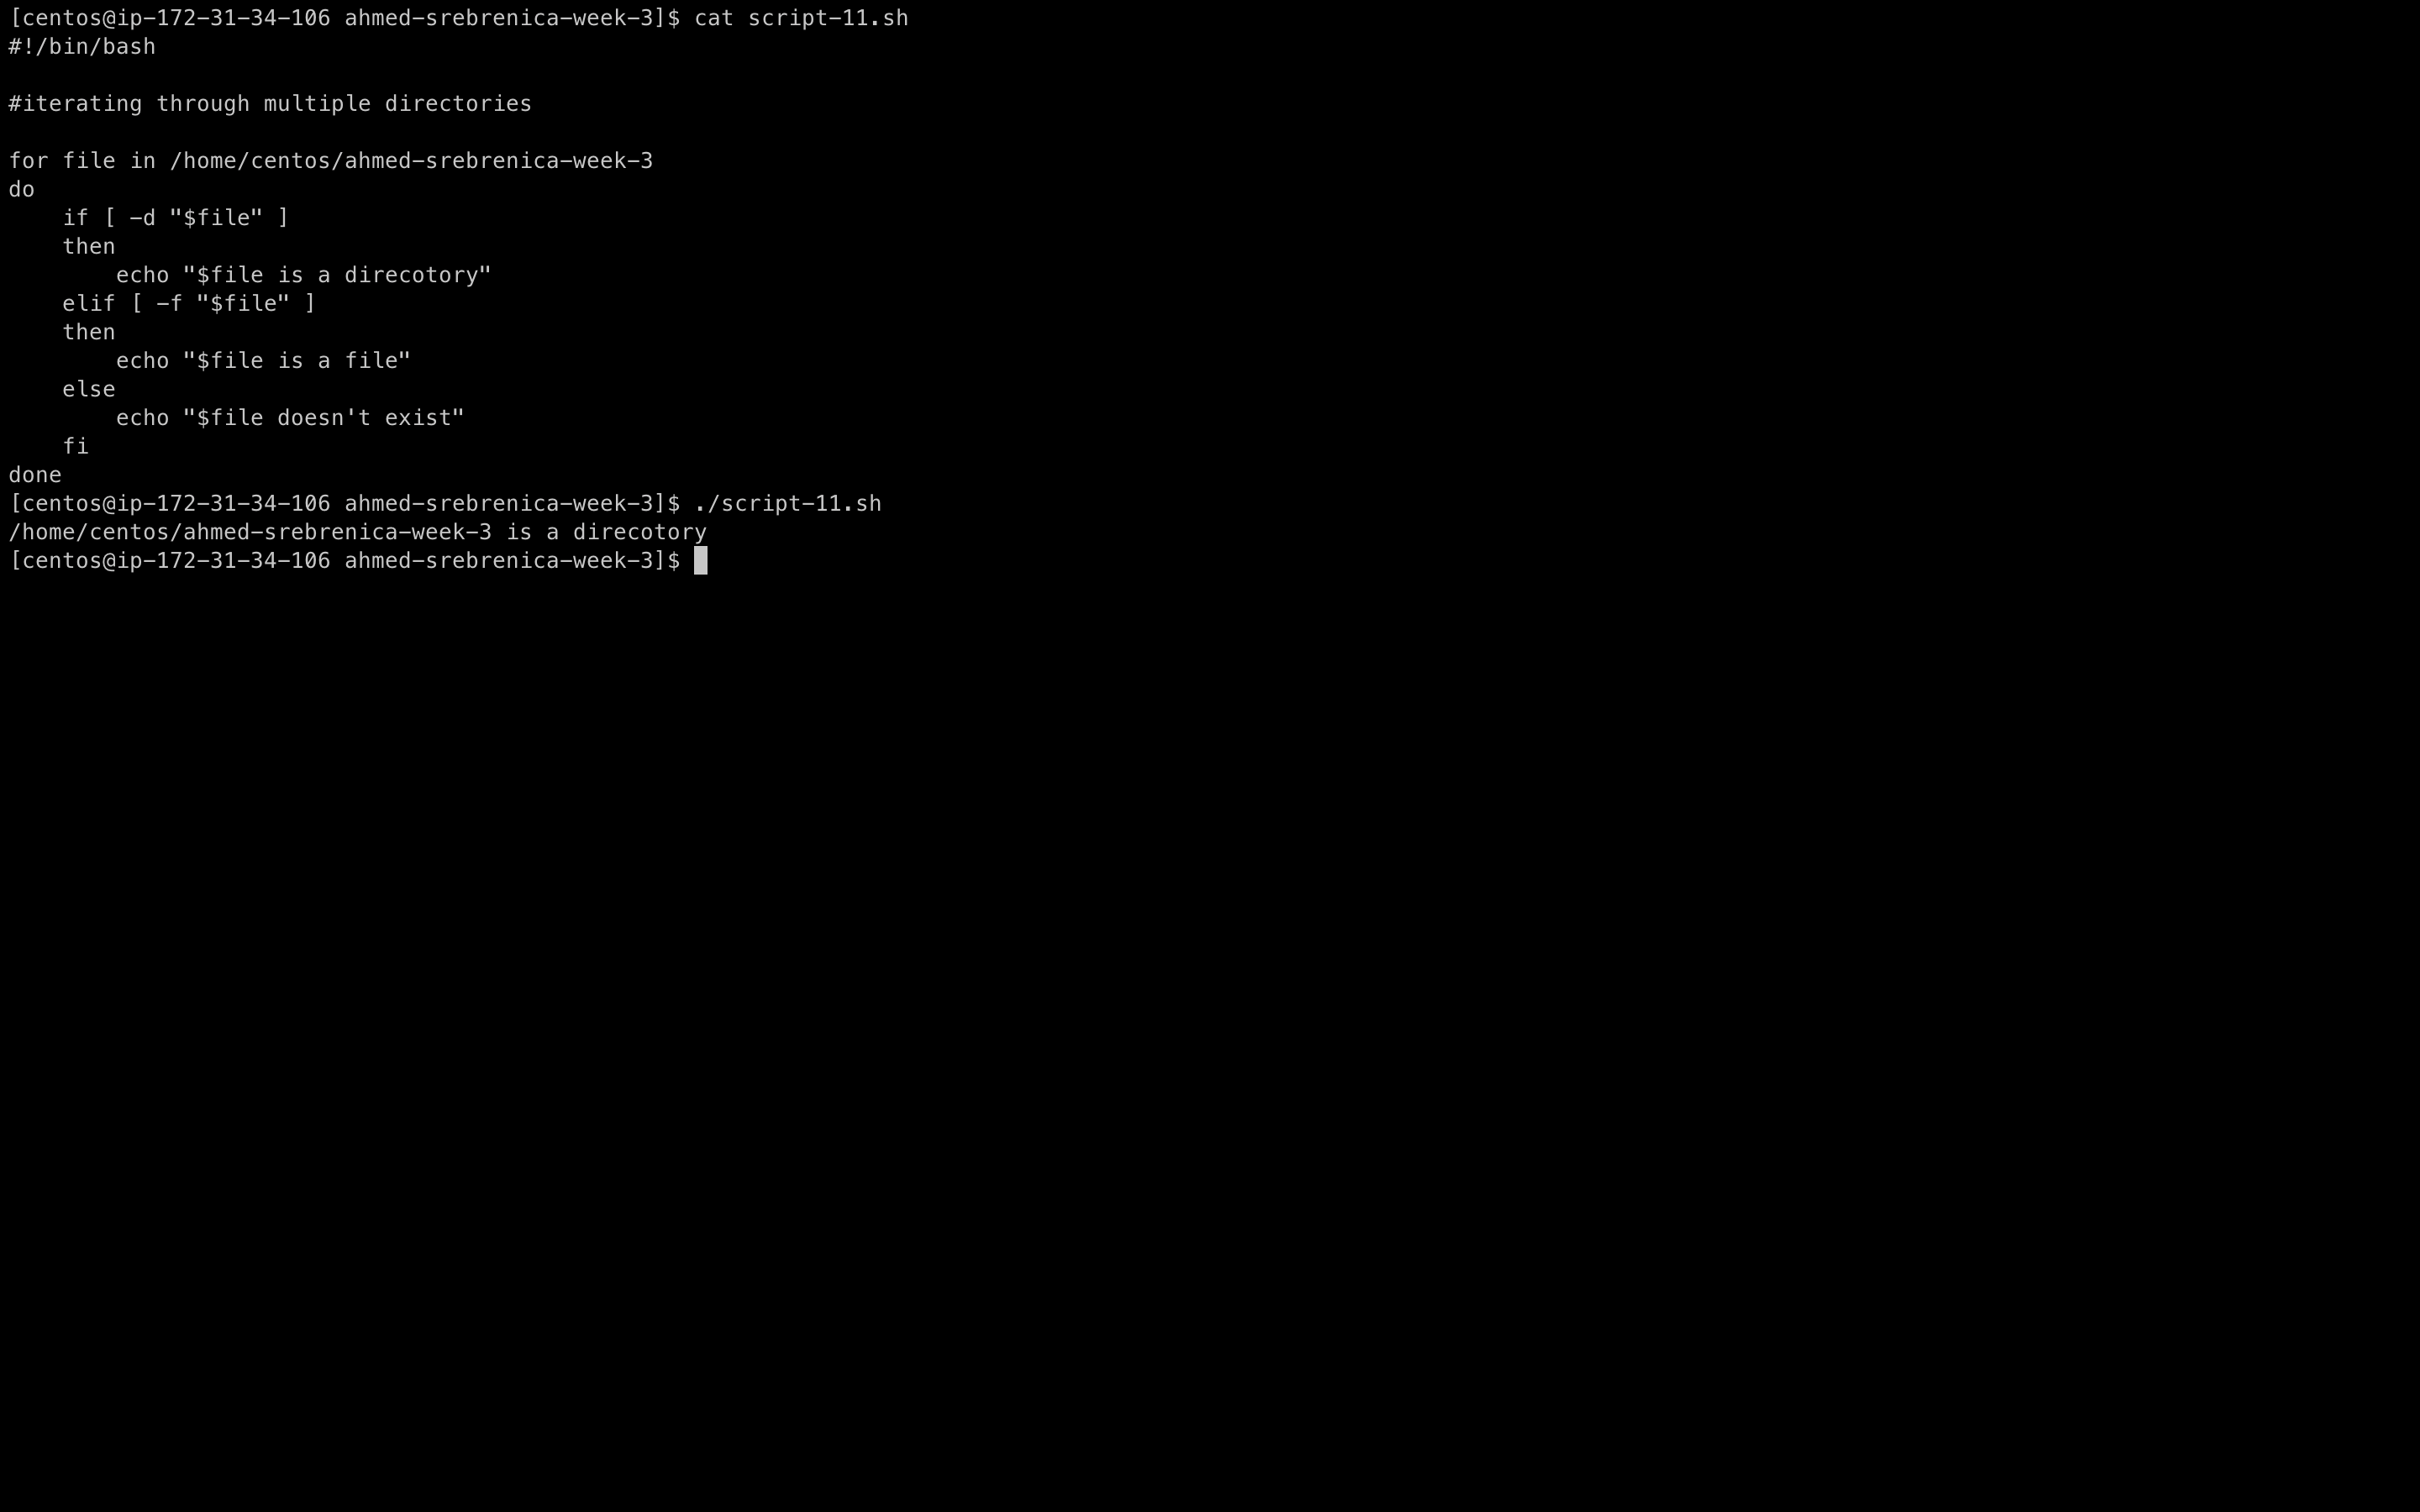 [centos@ip-172-31-34-106 ahmed-srebrenica-week-3]$ cat script-11.sh
#!/bin/bash

#iterating through multiple directories

for file in /home/centos/ahmed-srebrenica-week-3
do
    if [ -d "$file" ]
    then
        echo "$file is a direcotory"
    elif [ -f "$file" ]
    then
        echo "$file is a file"
    else
        echo "$file doesn't exist"
    fi
done
[centos@ip-172-31-34-106 ahmed-srebrenica-week-3]$ ./script-11.sh
/home/centos/ahmed-srebrenica-week-3 is a direcotory
[centos@ip-172-31-34-106 ahmed-srebrenica-week-3]$